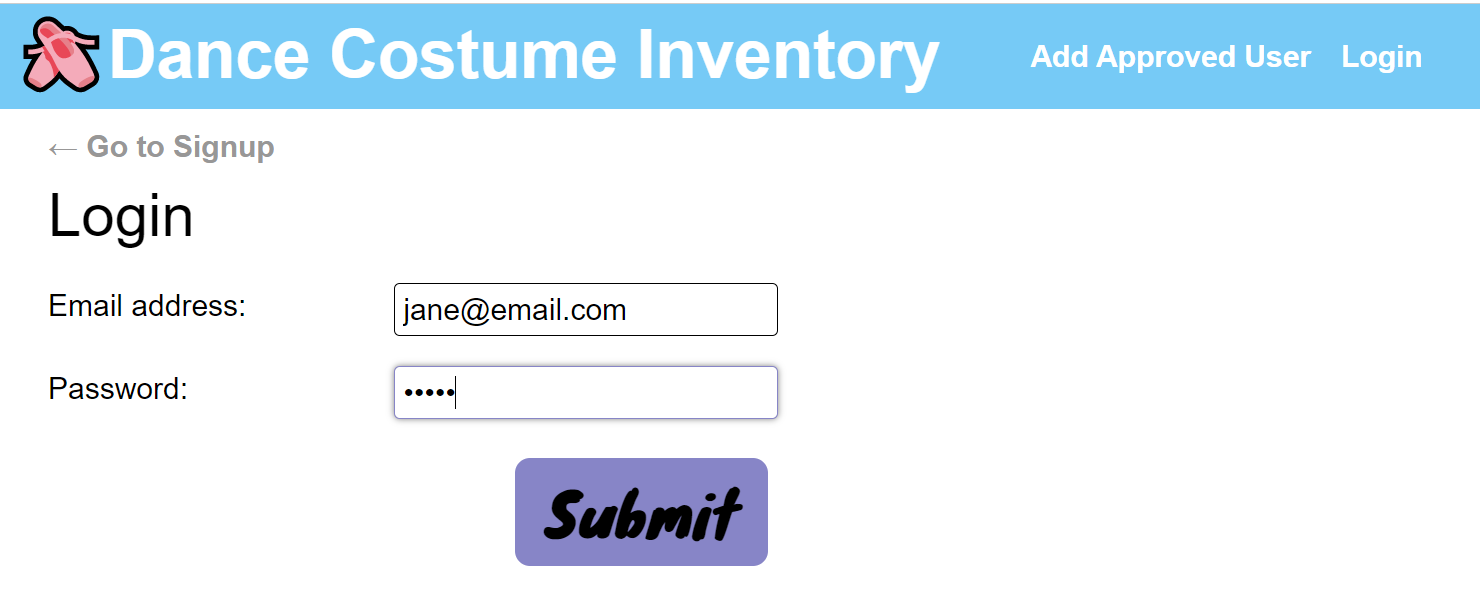 Dance Costume Inventory Add Approved User Login
← Go to Signup
Login
Email address: jane@email.com
Password: •••••
Submit